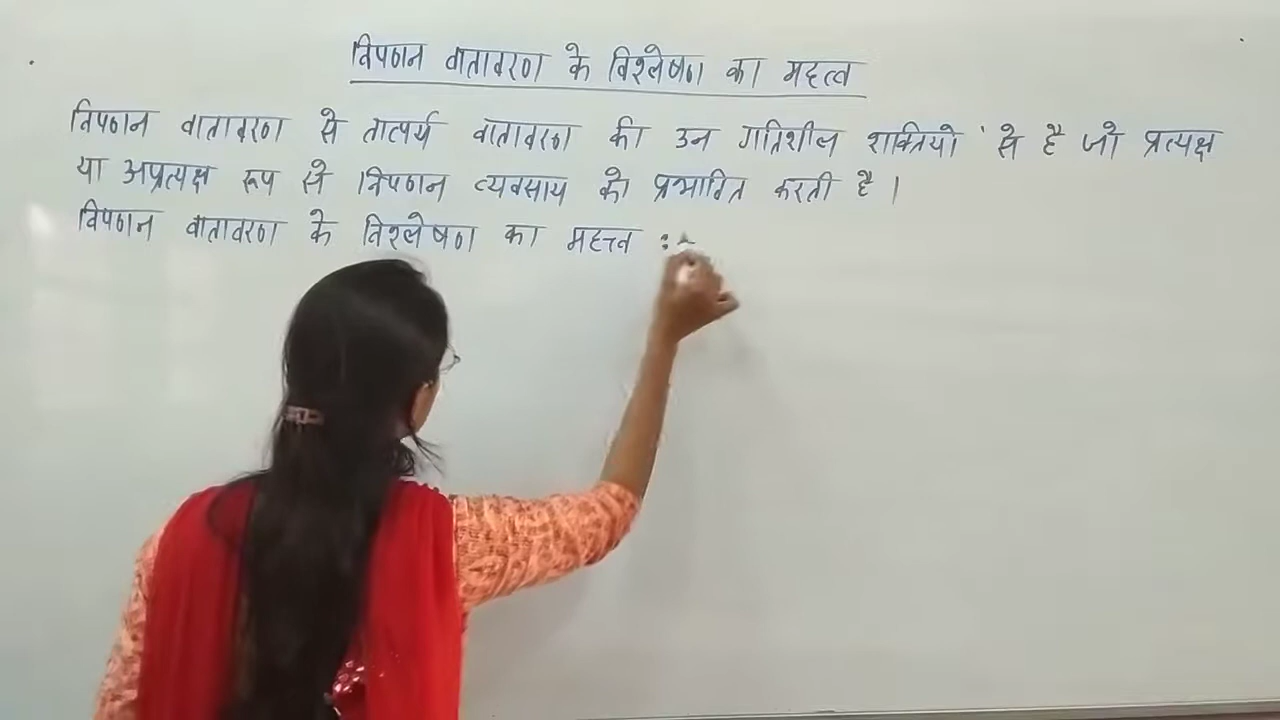 विपणन वातावरण के विश्लेषण का महत्व
विपणन वातावरण से तात्पर्य वातावरण की उन गतिशील शक्तियों से है जो प्रत्यक्ष
या अप्रत्यक्ष रूप से विपणन व्यवसाय को प्रभावित करती है।
विपणन वातावरण के विश्लेषण का महत्त्व :-